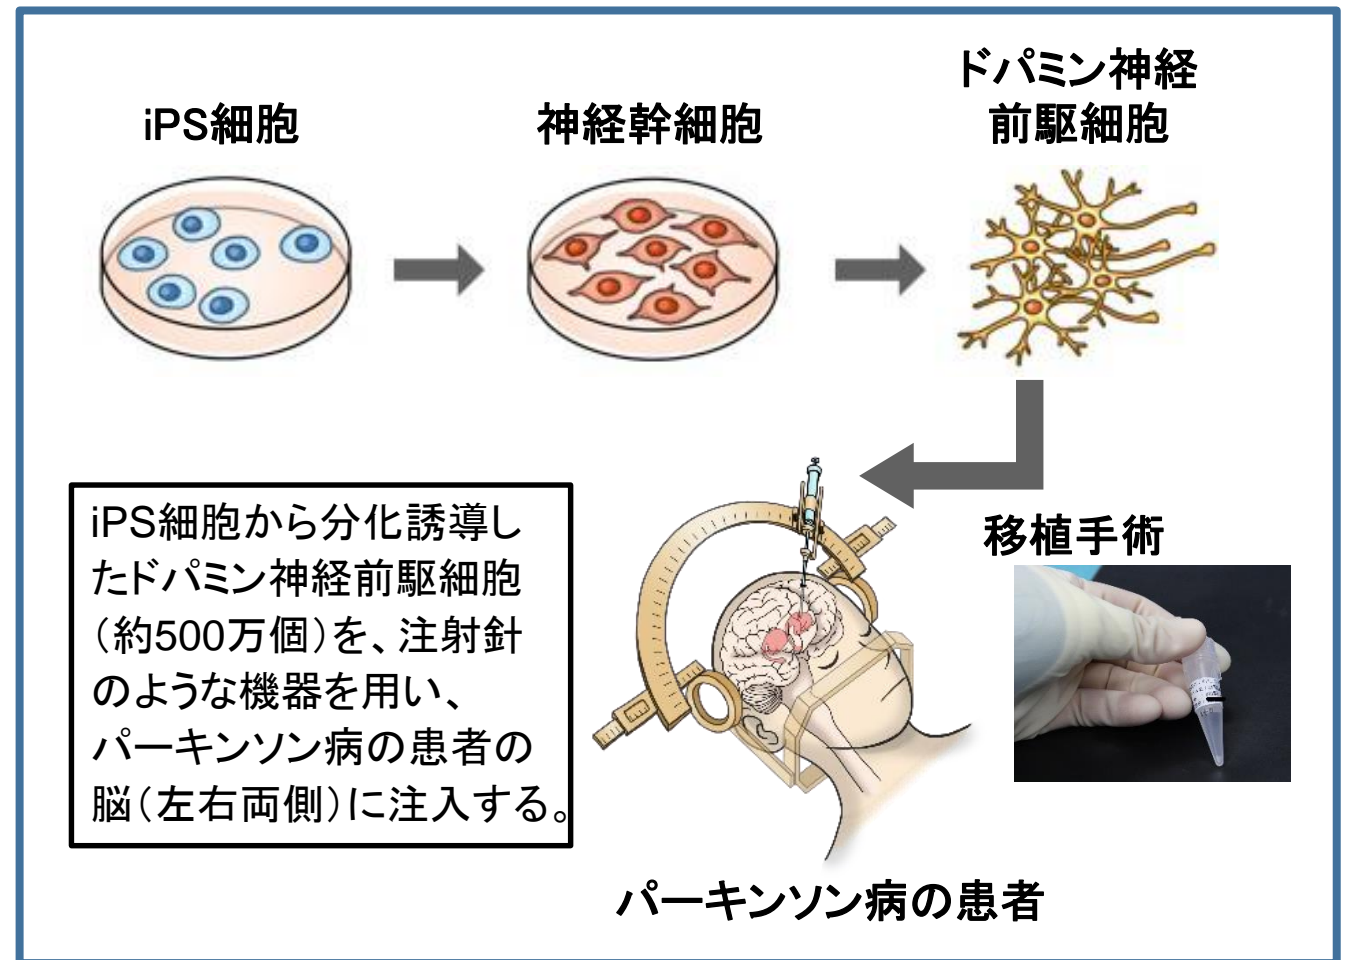 iPS細胞
神経幹細胞
ドパミン神経
前駆細胞
iPS細胞から分化誘導し
たドパミン神経前駆細胞
（約500万個）を、注射針
のような機器を用い、
パーキンソン病の患者の
脳（左右両側）に注入する。
移植手術
パーキンソン病の患者